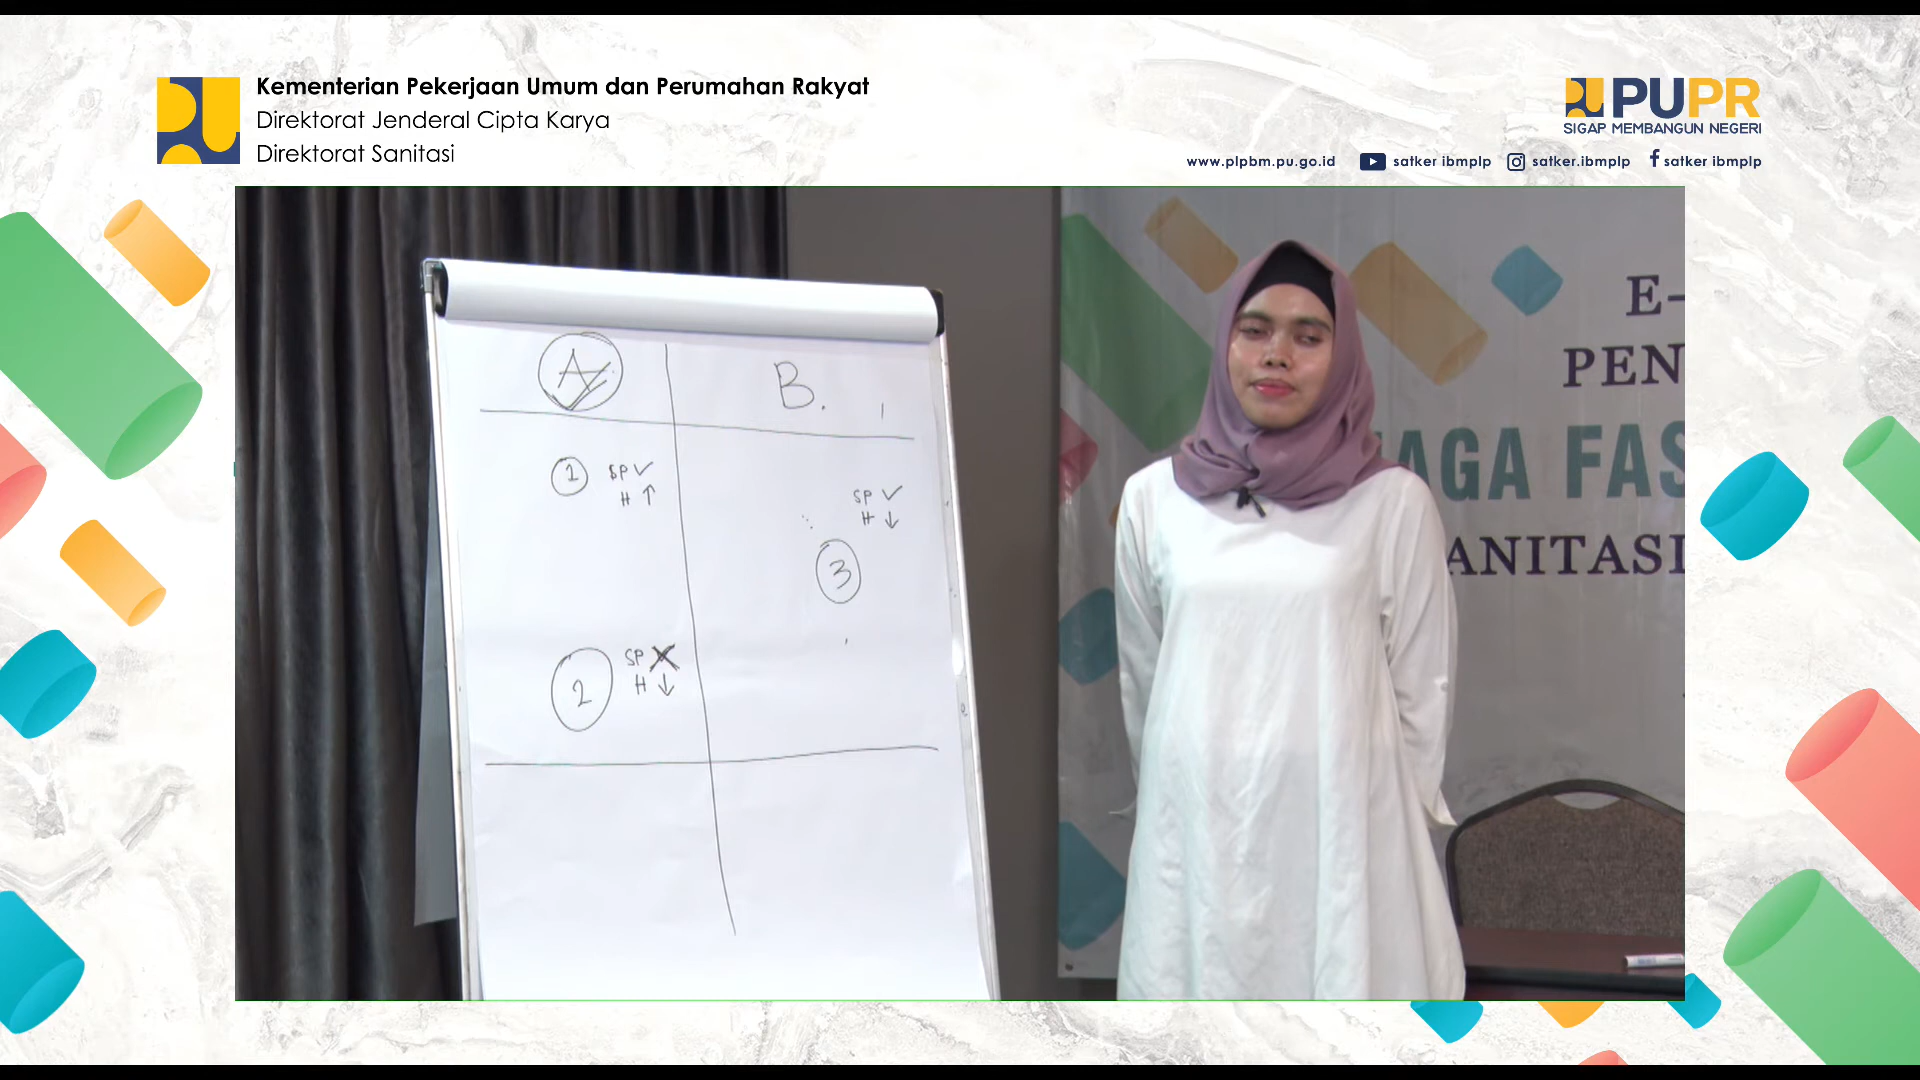 Kementerian Pekerjaan Umum dan Perumahan Rakyat
Direktorat Jenderal Cipta Karya
Direktorat Sanitasi
PUPR
SIGAP MEMBANGUN NEGERI
www.plpbm.pu.go.id satker ibmplp satker.ibmplp satker ibmplp
A B.
1 SP ✓
H ↑
SP ✓
H ↓
3
2 SP X
H ↓
E-
PEN
AGA FAS
ANITASI